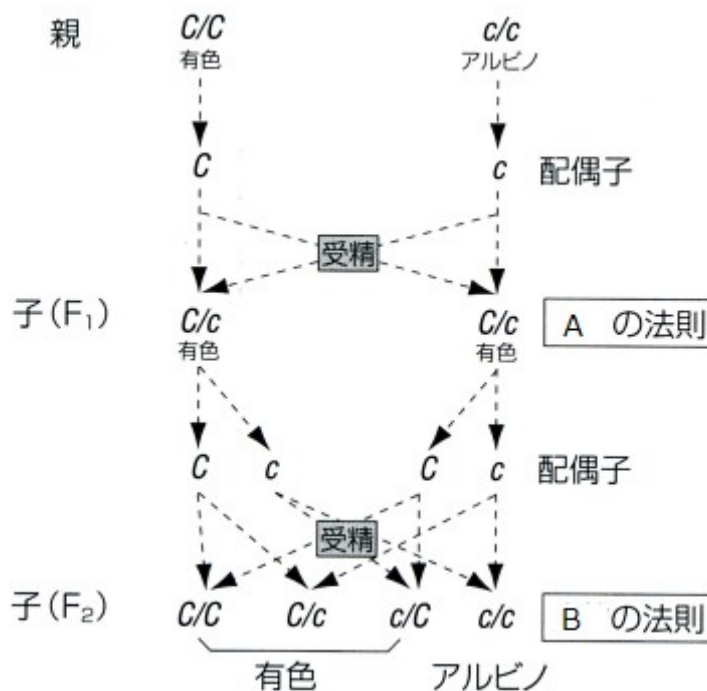 親 C/C c/c
有色 アルビノ
C c 配偶子
受精
子(F₁) C/c C/c A の法則
有色 有色
C c C c 配偶子
受精
子(F₂) C/C C/c c/C c/c B の法則
有色 アルビノ